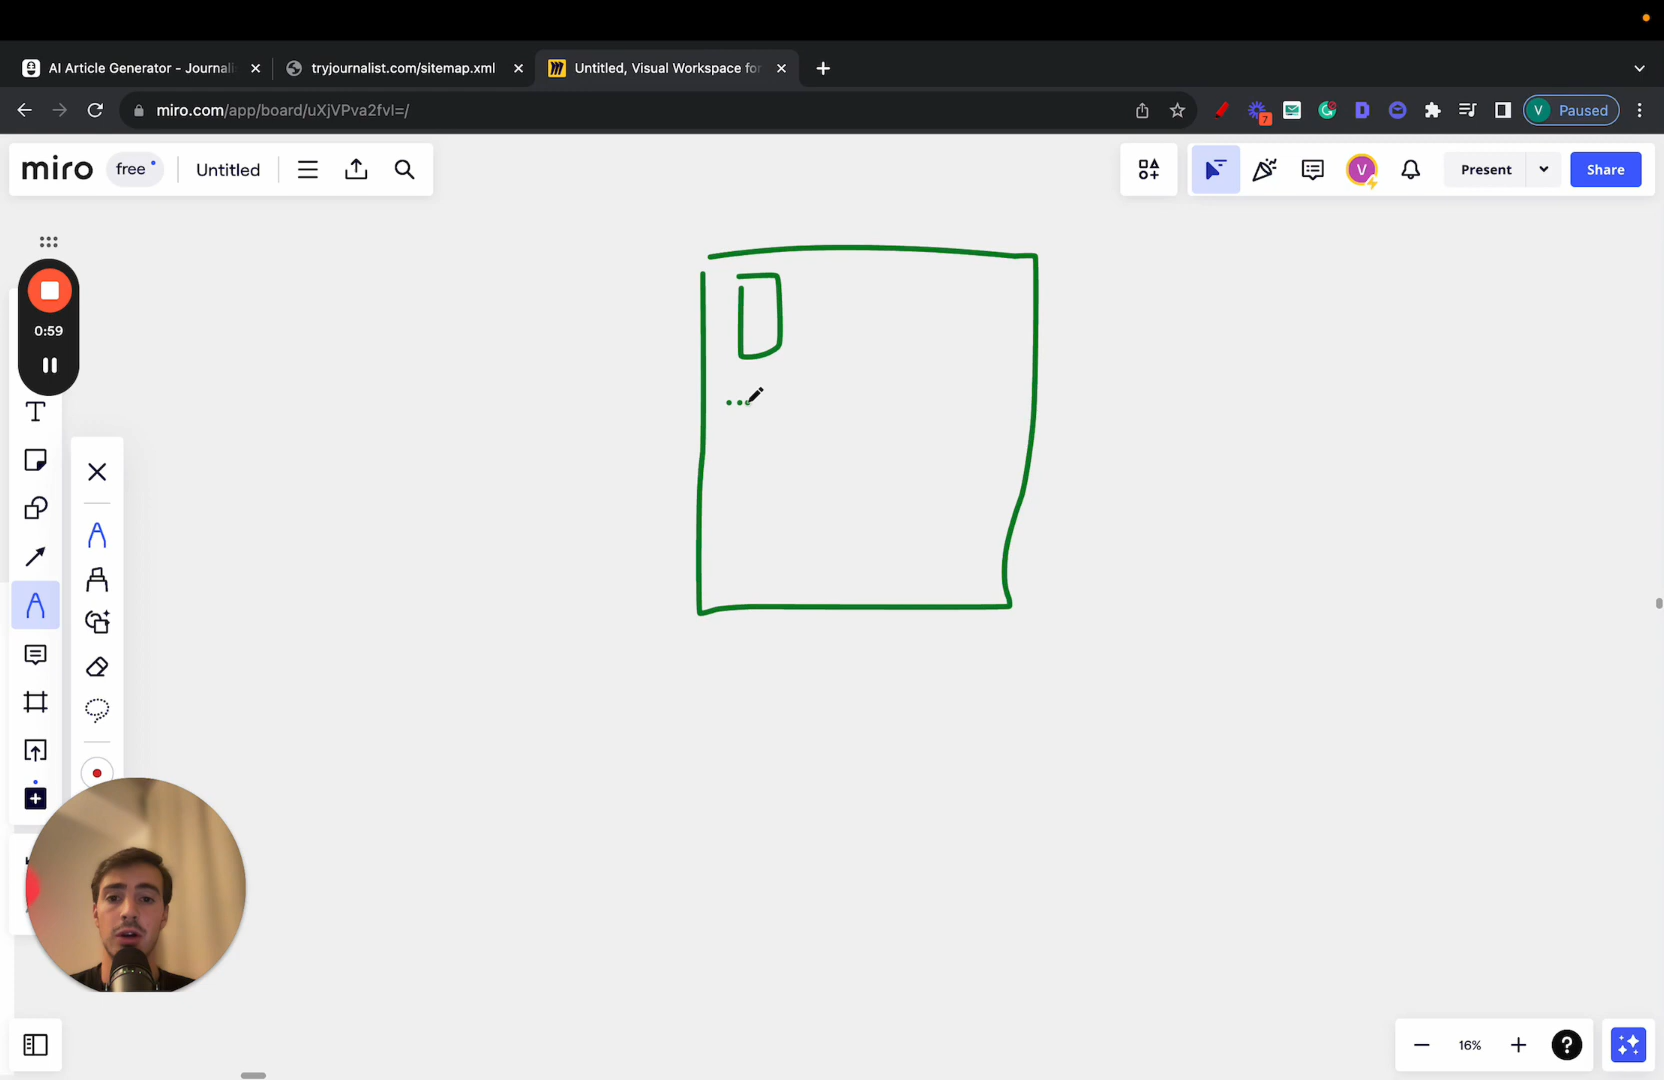 AI Article Generator - Journali
tryjournalist.com/sitemap.xml
Untitled, Visual Workspace for
miro.com/app/board/uXjVPva2fvI=/
7
V
Paused
miro
free
Untitled
V
Present
Share
0:59
T
16%
?